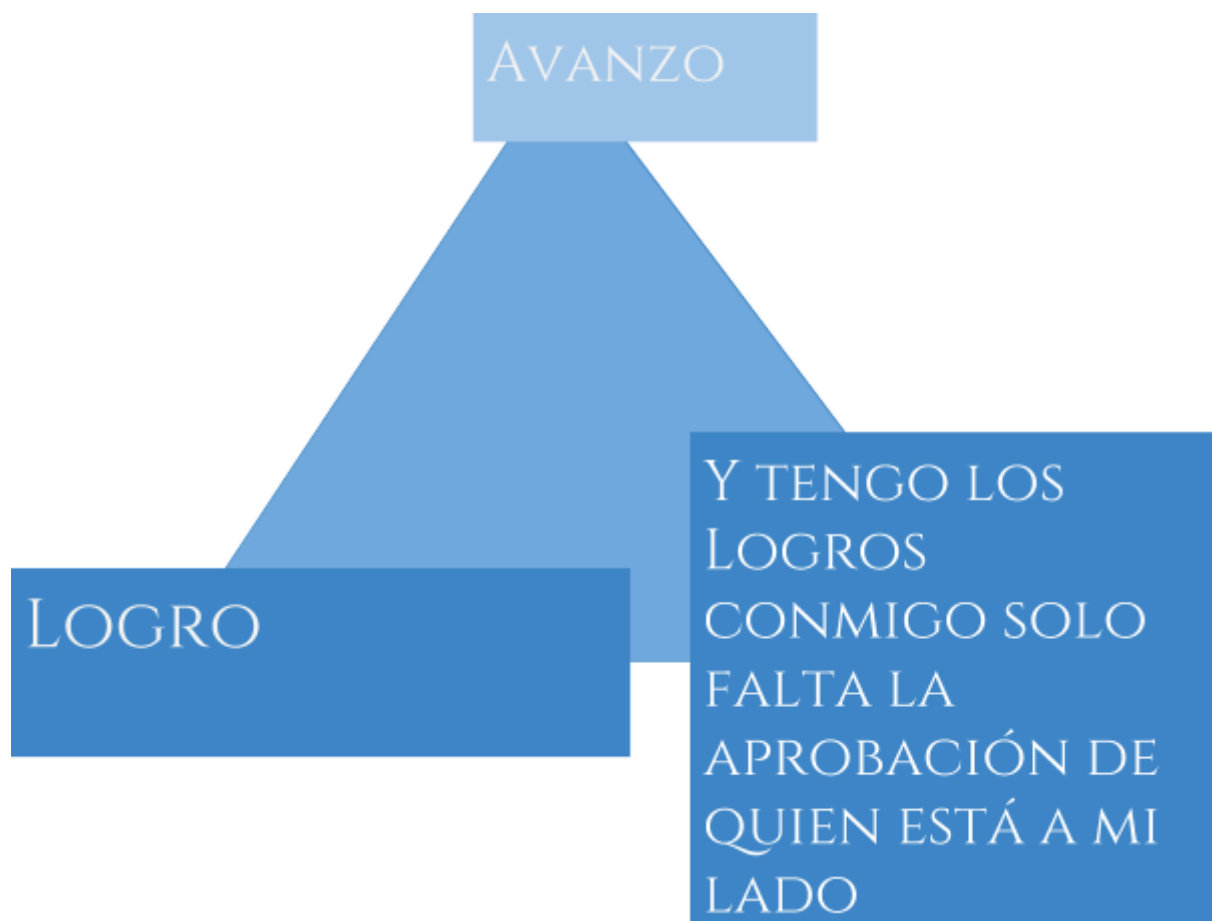 Avanzo
Logro
Y tengo los
Logros
conmigo solo
falta la
aprobación de
quien está a mi
lado